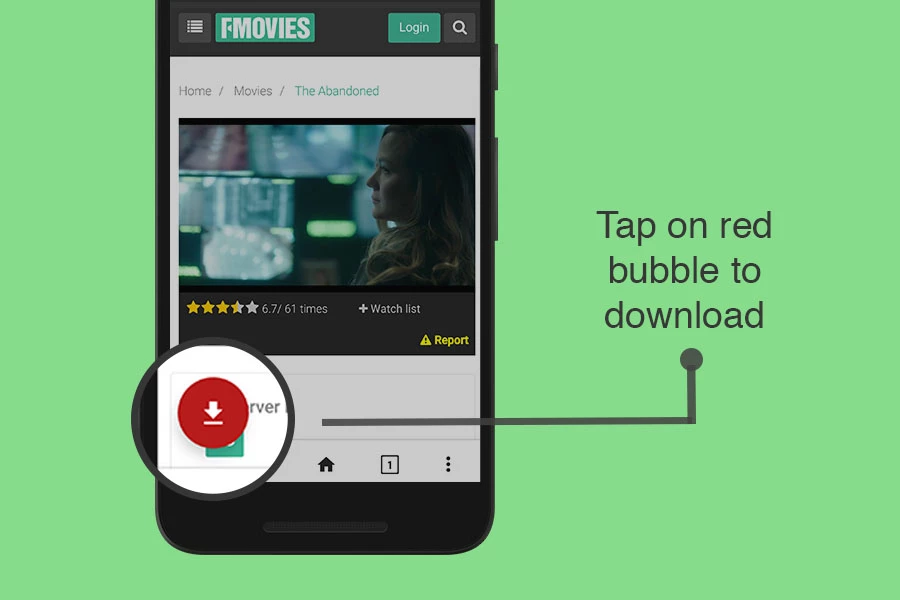 FMOVIES
Login
Home / Movies / The Abandoned
6.7/ 61 times
+ Watch list
Report
rver
1
Tap on red
bubble to
download